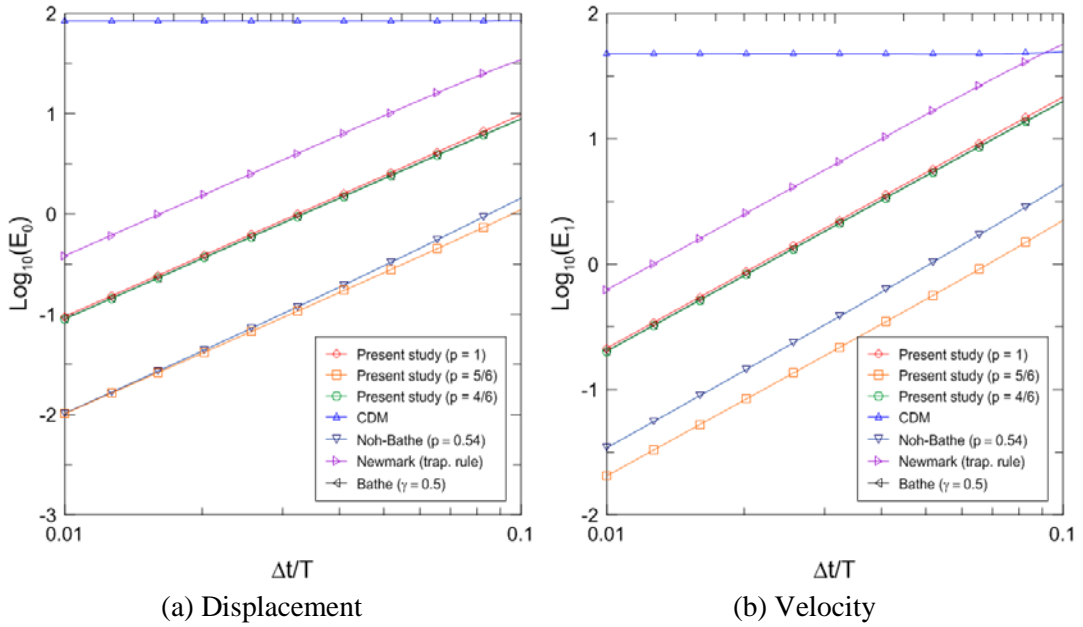 2
1
0
-1
-2
-3
Log10(E0)
0.01
0.1
Δt/T
Present study (p = 1)
Present study (p = 5/6)
Present study (p = 4/6)
CDM
Noh-Bathe (p = 0.54)
Newmark (trap. rule)
Bathe (γ = 0.5)
(a) Displacement
2
1
0
-1
-2
Log10(E1)
0.01
0.1
Δt/T
Present study (p = 1)
Present study (p = 5/6)
Present study (p = 4/6)
CDM
Noh-Bathe (p = 0.54)
Newmark (trap. rule)
Bathe (γ = 0.5)
(b) Velocity